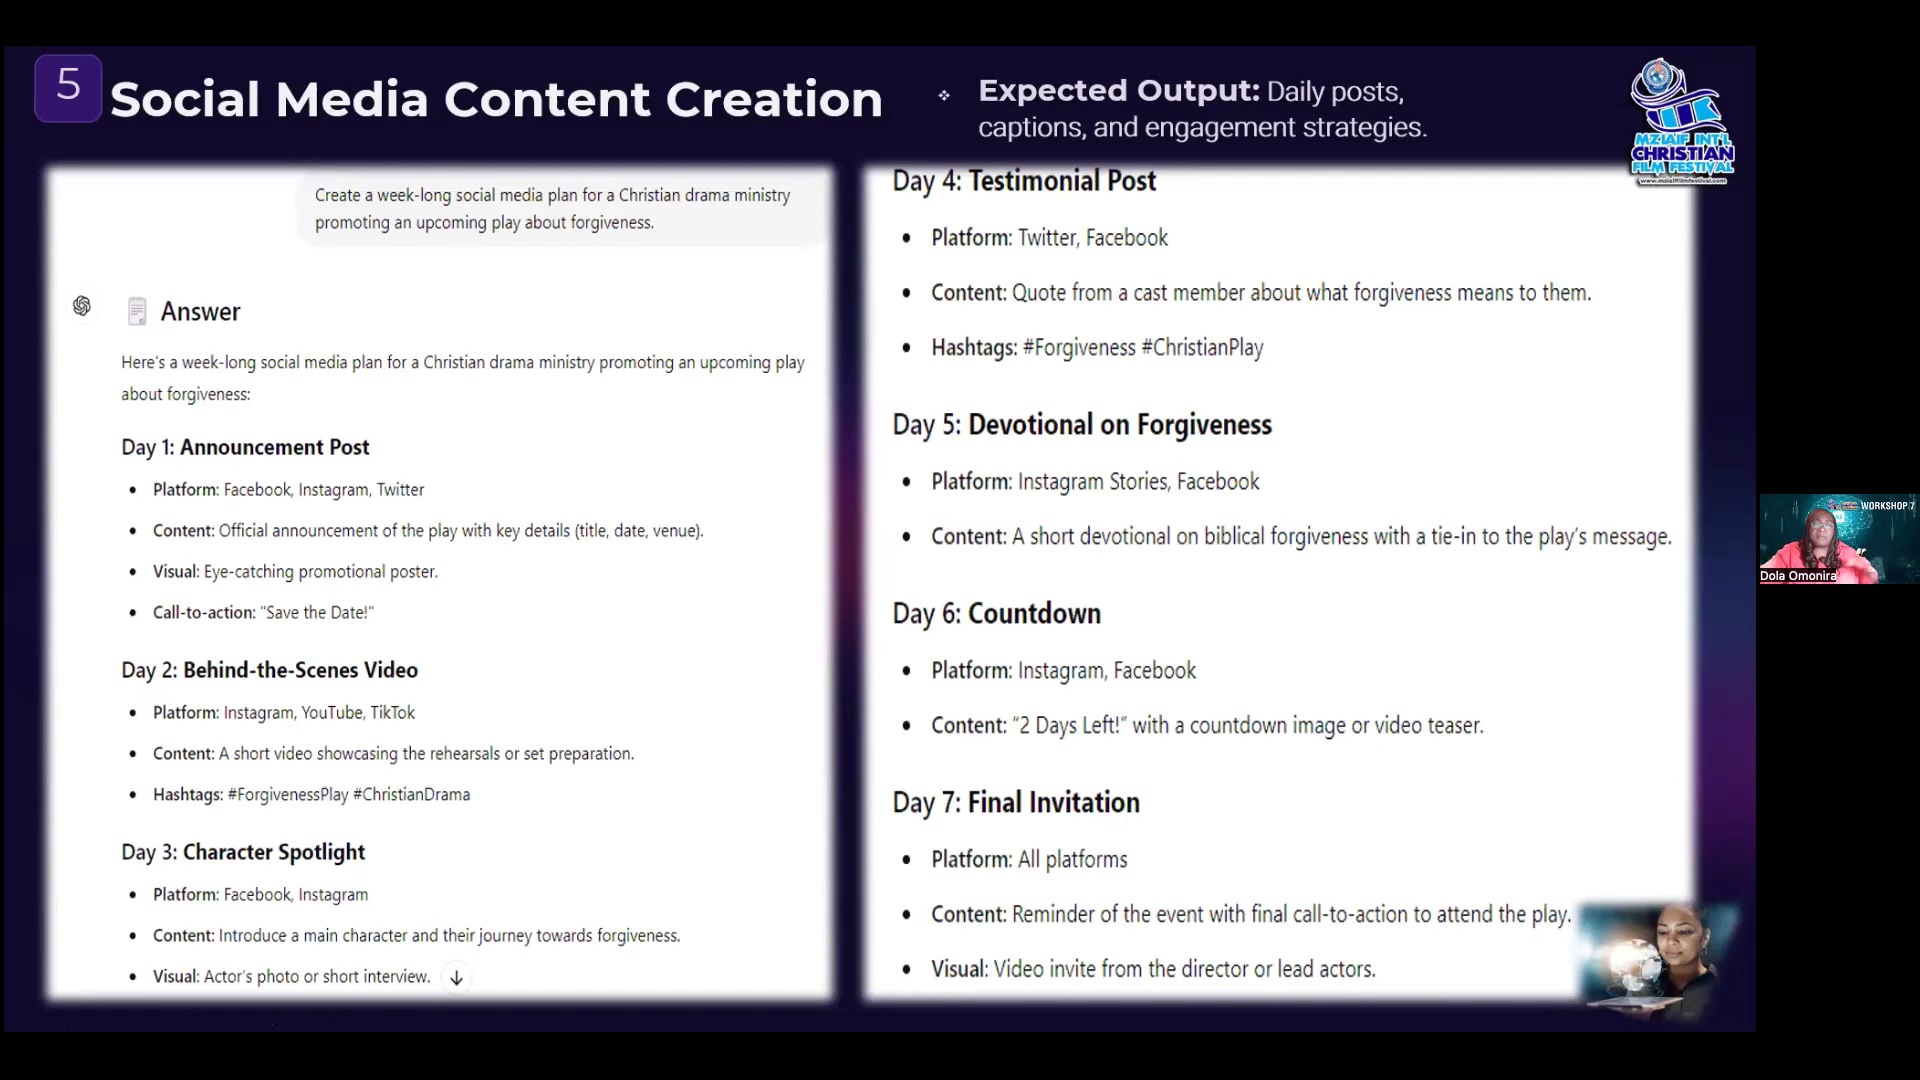 5
Social Media Content Creation
Expected Output: Daily posts,
captions, and engagement strategies.
MZIAIF INT'L
CHRISTIAN
FILM FESTIVAL
www.mziaiffilmfestival.com
Create a week-long social media plan for a Christian drama ministry
promoting an upcoming play about forgiveness.
Answer
Here's a week-long social media plan for a Christian drama ministry promoting an upcoming play
about forgiveness:
Day 1: Announcement Post
• Platform: Facebook, Instagram, Twitter
• Content: Official announcement of the play with key details (title, date, venue).
• Visual: Eye-catching promotional poster.
• Call-to-action: "Save the Date!"
Day 2: Behind-the-Scenes Video
• Platform: Instagram, YouTube, TikTok
• Content: A short video showcasing the rehearsals or set preparation.
• Hashtags: #ForgivenessPlay #ChristianDrama
Day 3: Character Spotlight
• Platform: Facebook, Instagram
• Content: Introduce a main character and their journey towards forgiveness.
• Visual: Actor's photo or short interview.
Day 4: Testimonial Post
• Platform: Twitter, Facebook
• Content: Quote from a cast member about what forgiveness means to them.
• Hashtags: #Forgiveness #ChristianPlay
Day 5: Devotional on Forgiveness
• Platform: Instagram Stories, Facebook
• Content: A short devotional on biblical forgiveness with a tie-in to the play's message.
Day 6: Countdown
• Platform: Instagram, Facebook
• Content: “2 Days Left!” with a countdown image or video teaser.
Day 7: Final Invitation
• Platform: All platforms
• Content: Reminder of the event with final call-to-action to attend the play.
• Visual: Video invite from the director or lead actors.
WORKSHOP 7
Dola Omonira